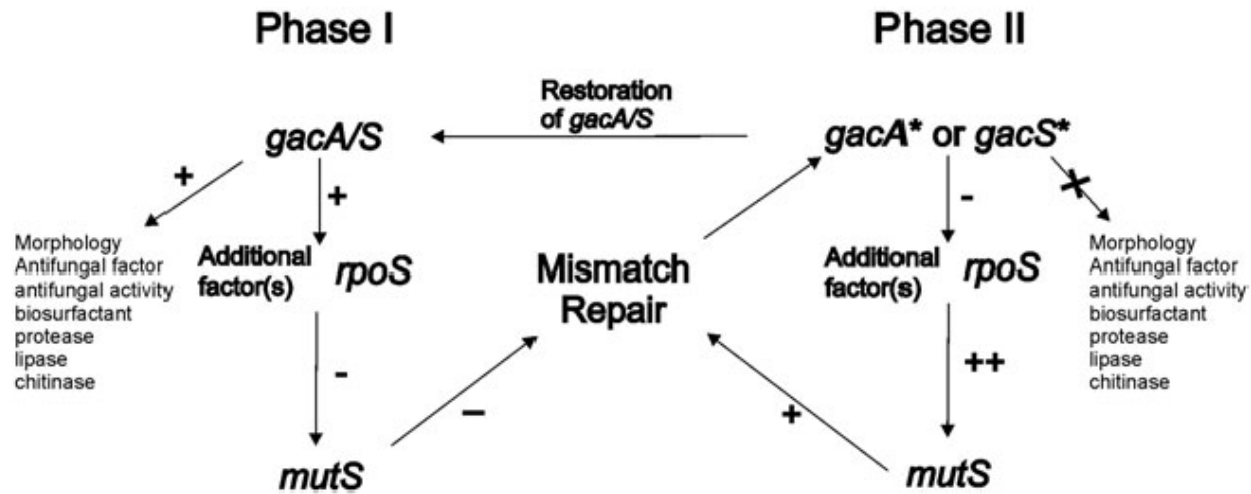 Phase I
Phase II
Restoration
of gacA/S
gacA/S
gacA* or gacS*
+
+
-
Morphology
Antifungal factor
antifungal activity
biosurfactant
protease
lipase
chitinase
Additional
factor(s)
rpoS
Mismatch
Repair
Additional
factor(s)
rpoS
Morphology
Antifungal factor
antifungal activity
biosurfactant
protease
lipase
chitinase
-
++
–
+
mutS
mutS